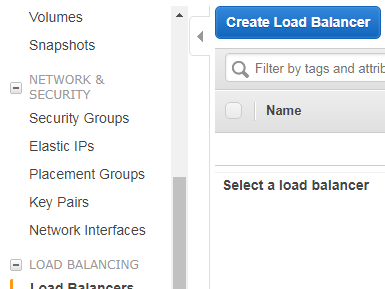 Volumes
Snapshots
NETWORK &
SECURITY
Security Groups
Elastic IPs
Placement Groups
Key Pairs
Network Interfaces
LOAD BALANCING
Load Balancers
Create Load Balancer
Filter by tags and attrib
Name
Select a load balancer